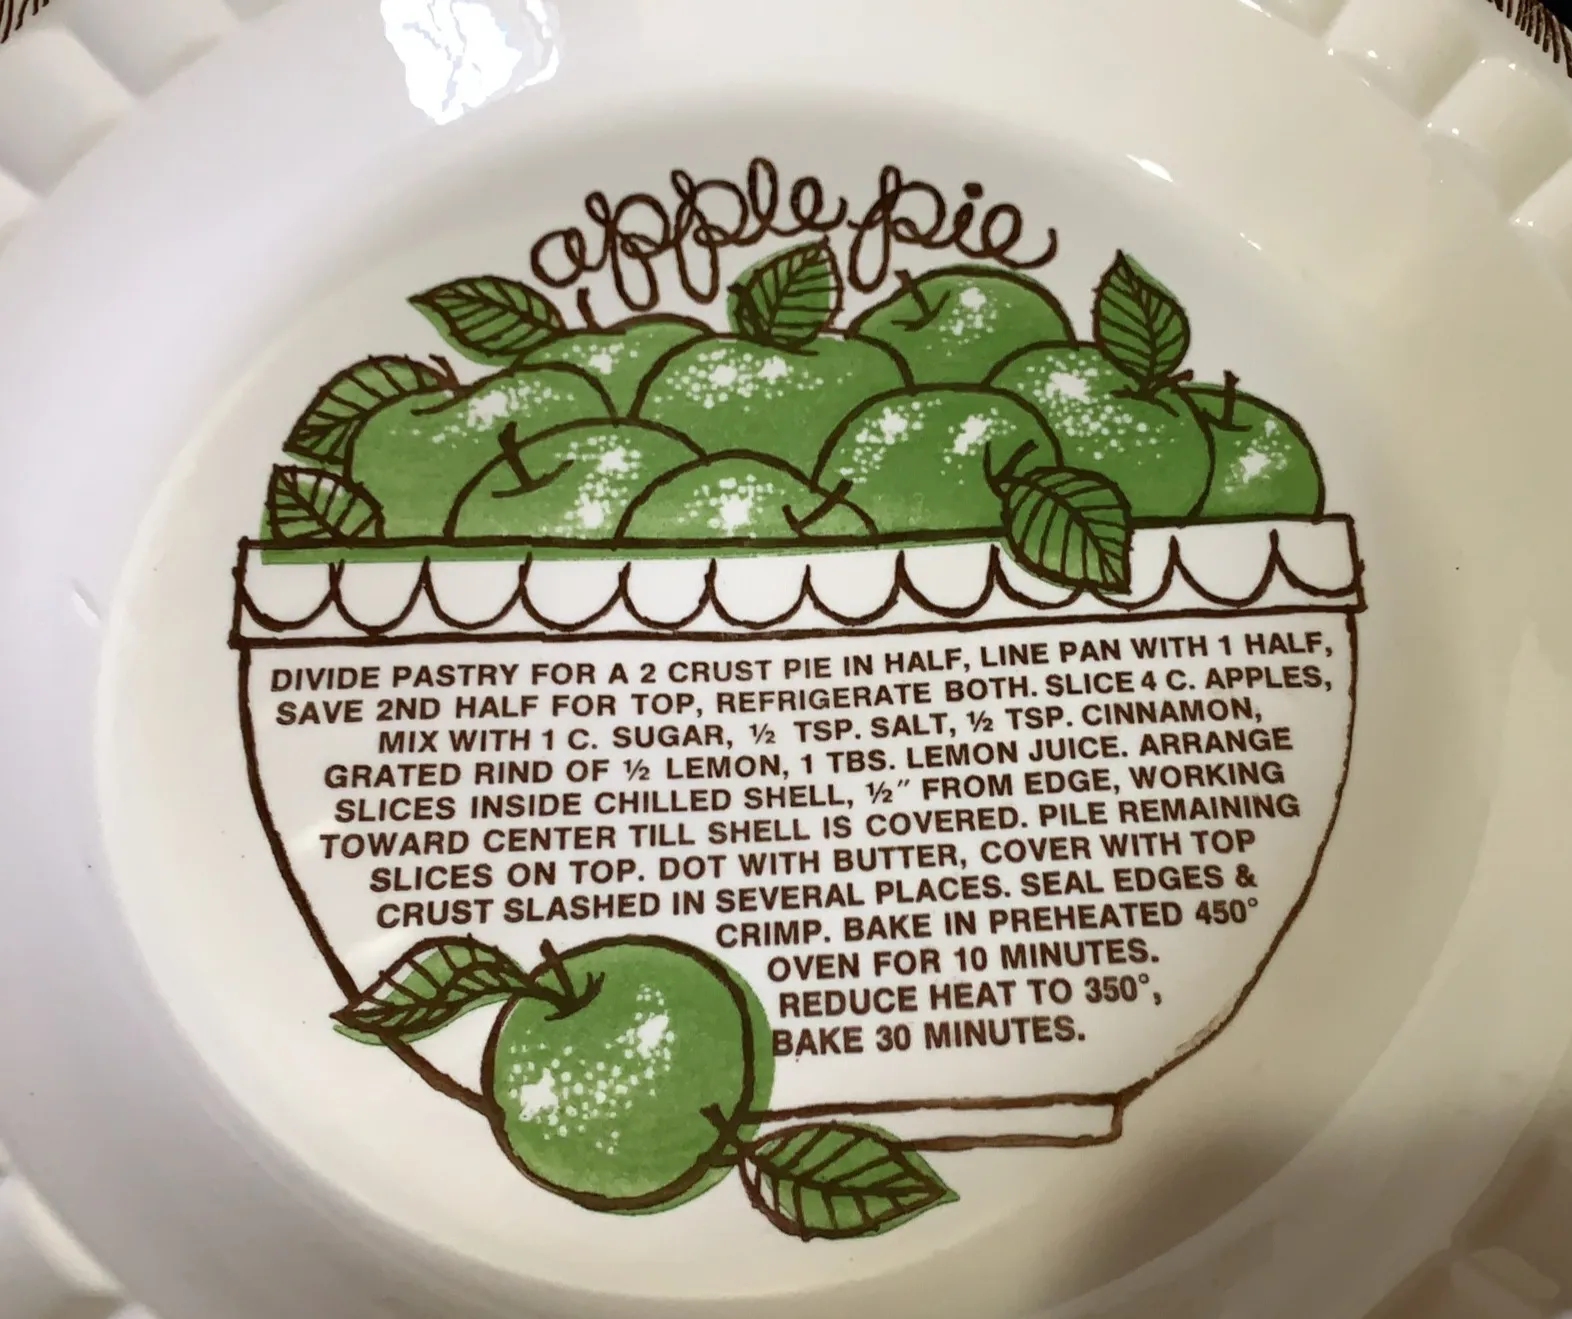 apple pie
DIVIDE PASTRY FOR A 2 CRUST PIE IN HALF, LINE PAN WITH 1 HALF,
SAVE 2ND HALF FOR TOP, REFRIGERATE BOTH. SLICE 4 C. APPLES,
MIX WITH 1 C. SUGAR, ½ TSP. SALT, ½ TSP. CINNAMON,
GRATED RIND OF ½ LEMON, 1 TBS. LEMON JUICE. ARRANGE
SLICES INSIDE CHILLED SHELL, ½″ FROM EDGE, WORKING
TOWARD CENTER TILL SHELL IS COVERED. PILE REMAINING
SLICES ON TOP. DOT WITH BUTTER, COVER WITH TOP
CRUST SLASHED IN SEVERAL PLACES. SEAL EDGES &
CRIMP. BAKE IN PREHEATED 450°
OVEN FOR 10 MINUTES.
REDUCE HEAT TO 350°,
BAKE 30 MINUTES.